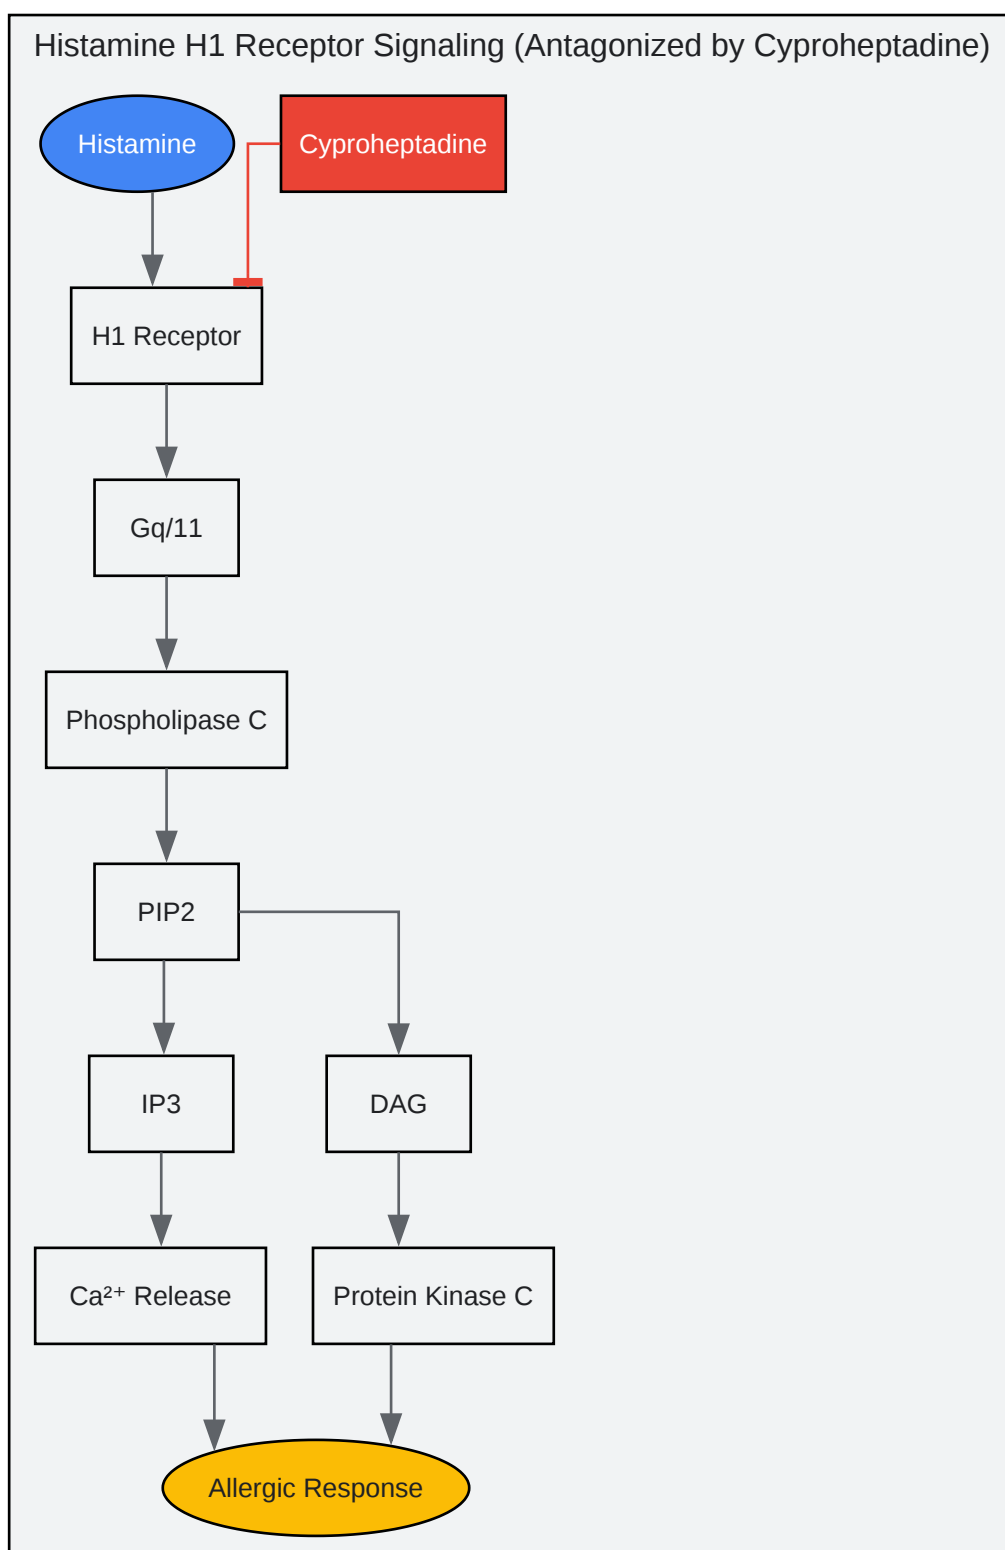 Histamine H1 Receptor Signaling (Antagonized by Cyproheptadine)
Histamine
Cyproheptadine
H1 Receptor
Gq/11
Phospholipase C
PIP2
IP3
DAG
Ca²⁺ Release
Protein Kinase C
Allergic Response